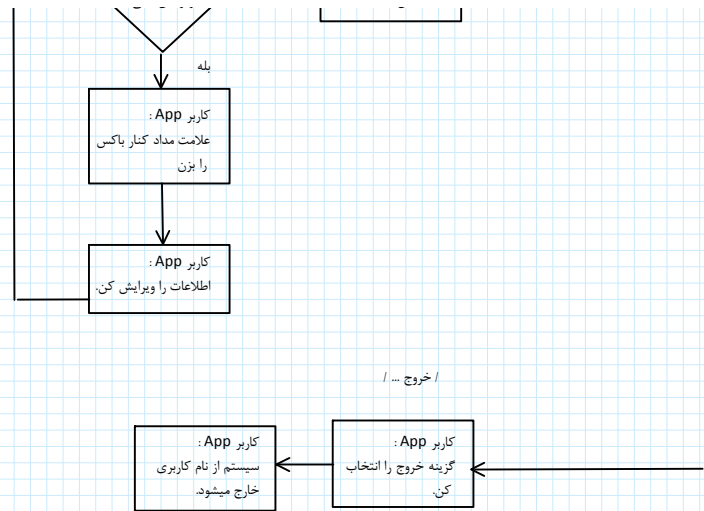 بله
کاربر App :
علامت مداد کنار باکس
را بزن
کاربر App :
اطلاعات را ویرایش کن.
/ خروج ... /
کاربر App :
گزینه خروج را انتخاب
کن.
کاربر App :
سیستم از نام کاربری
خارج میشود.